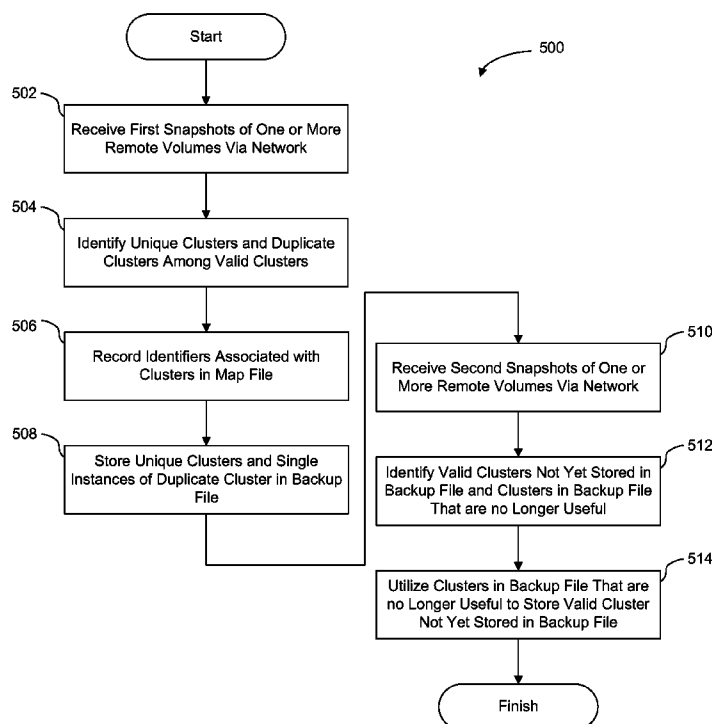 Start
500
502
Receive First Snapshots of One or More
Remote Volumes Via Network
504
Identify Unique Clusters and Duplicate
Clusters Among Valid Clusters
506
Record Identifiers Associated with
Clusters in Map File
508
Store Unique Clusters and Single
Instances of Duplicate Cluster in Backup
File
510
Receive Second Snapshots of One or
More Remote Volumes Via Network
512
Identify Valid Clusters Not Yet Stored in
Backup File and Clusters in Backup File
That are no Longer Useful
514
Utilize Clusters in Backup File That are
no Longer Useful to Store Valid Cluster
Not Yet Stored in Backup File
Finish